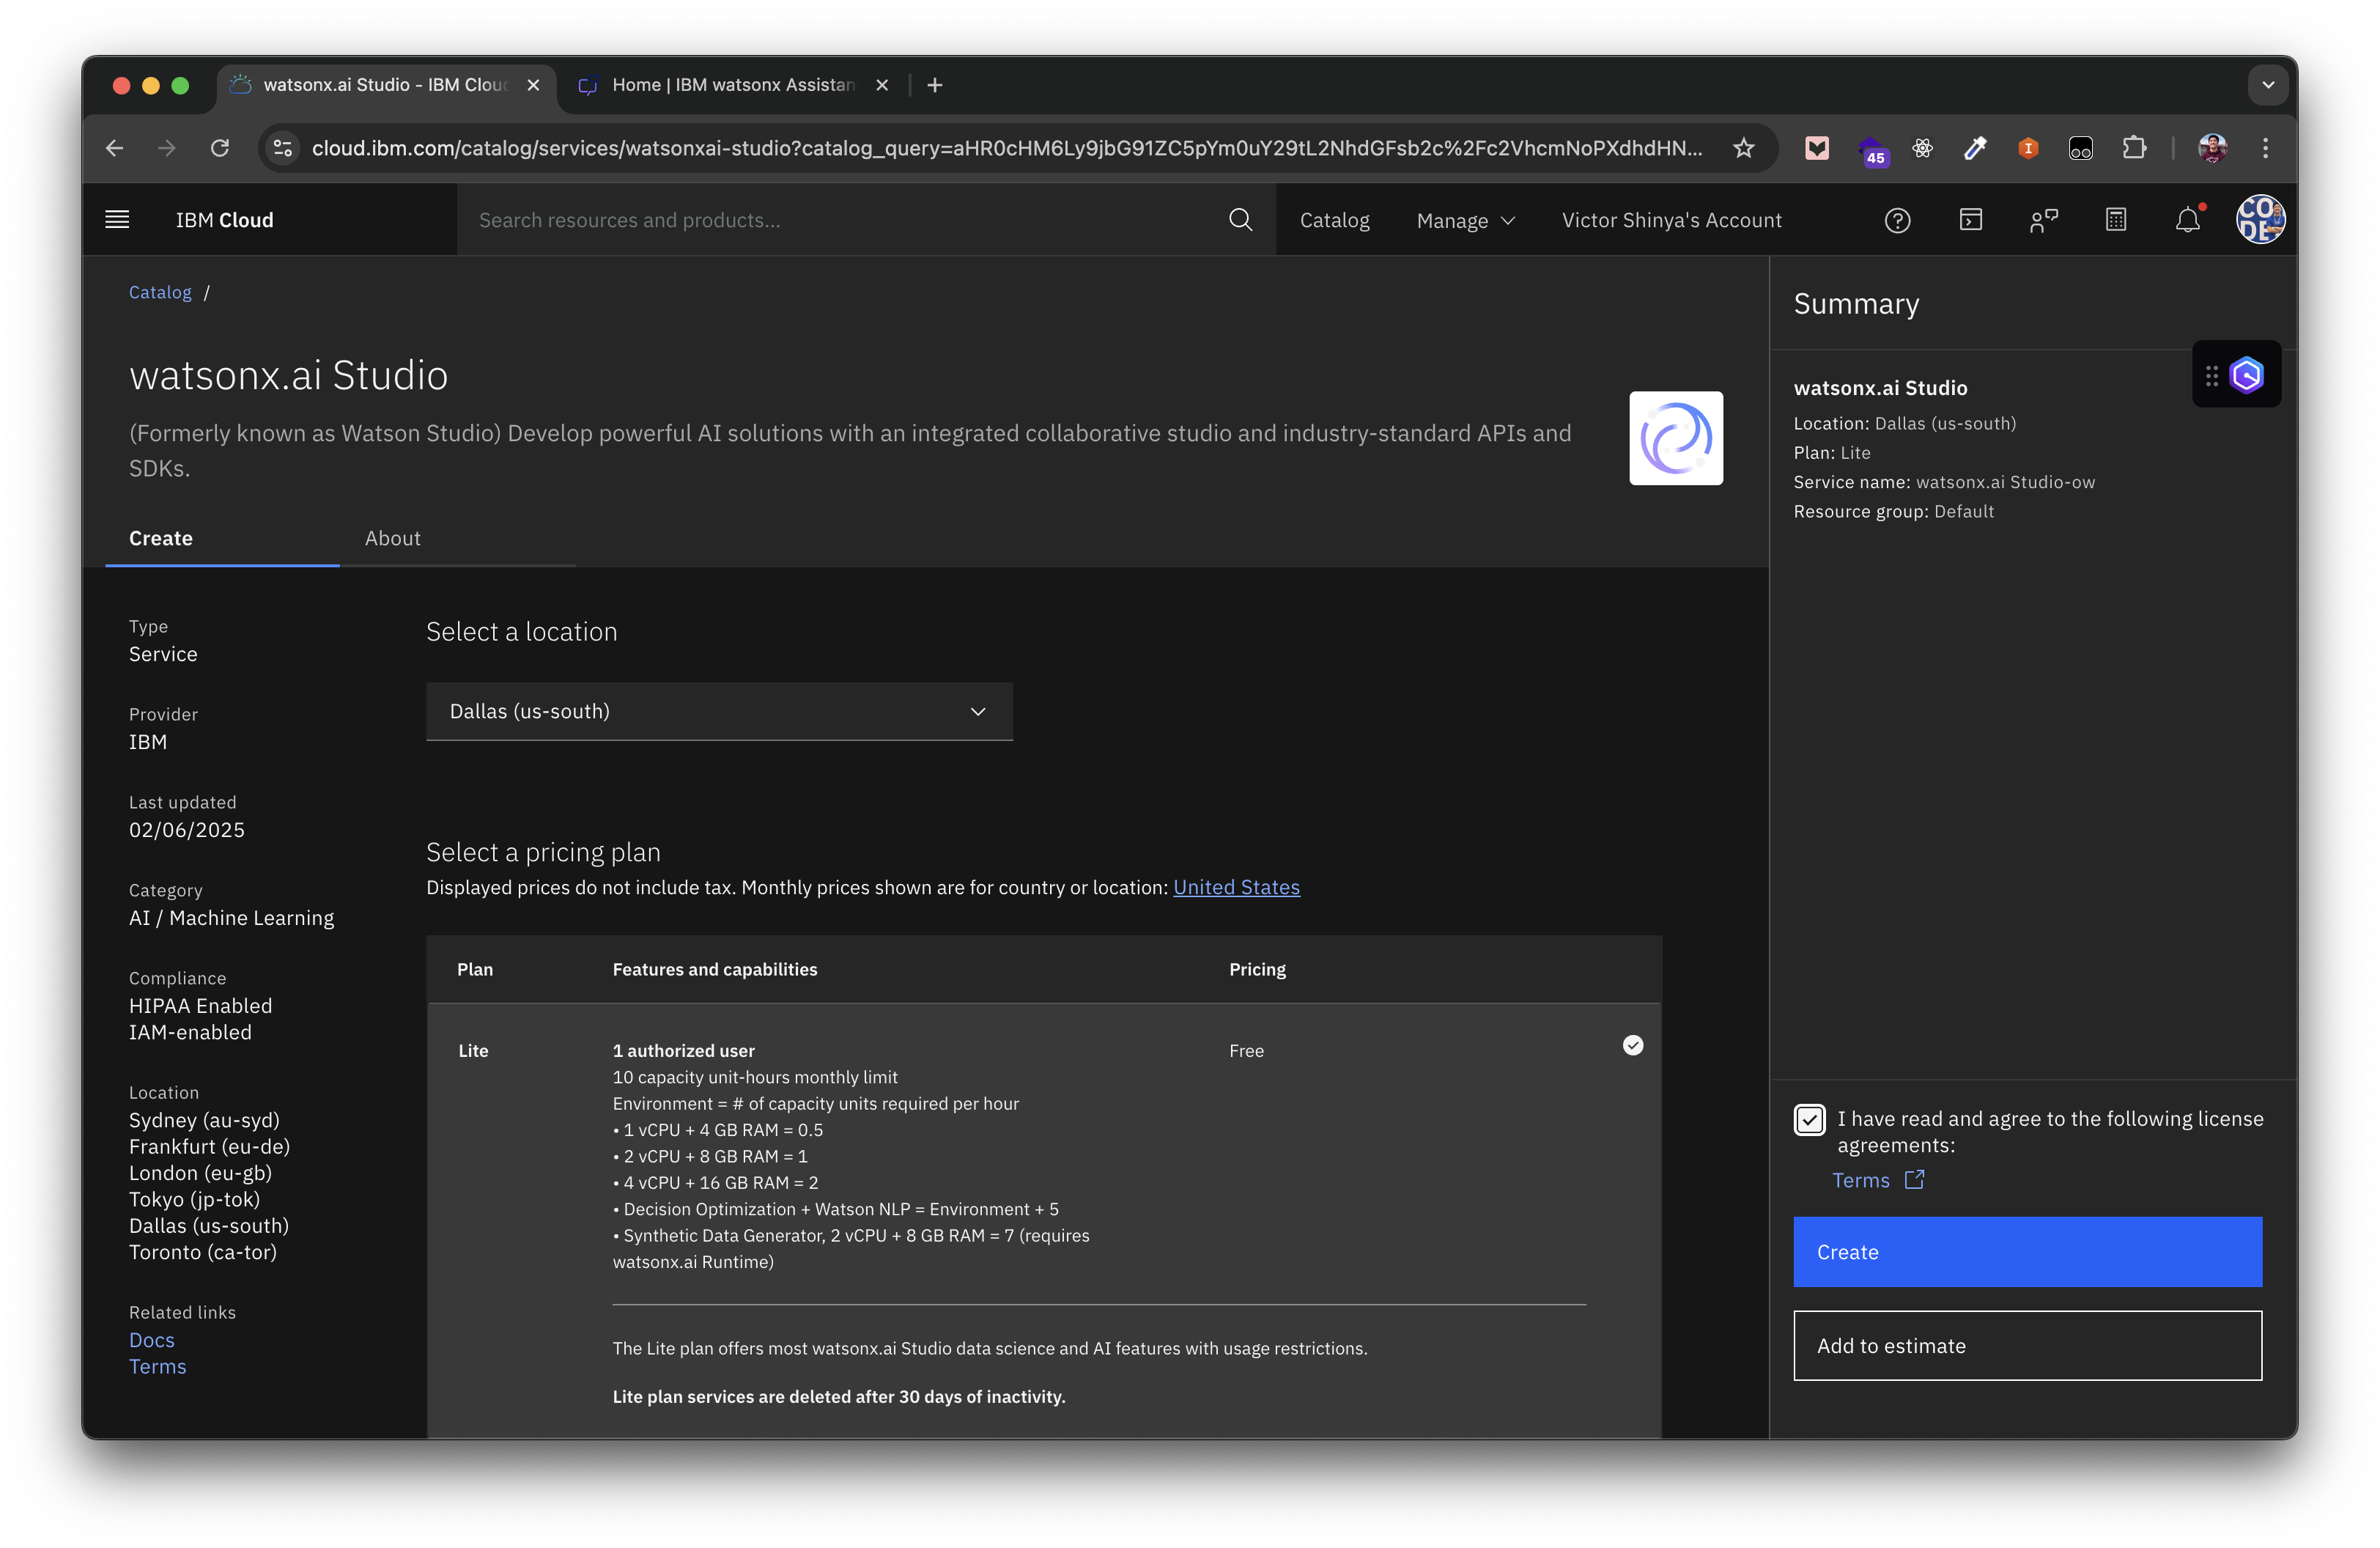 watsonx.ai Studio - IBM Clou
Home | IBM watsonx Assistan
cloud.ibm.com/catalog/services/watsonxai-studio?catalog_query=aHR0cHM6Ly9jbG91ZC5pYm0uY29tL2NhdGFsb2c%2Fc2VhcmNoPXdhdHN...
45
IBM Cloud
Search resources and products...
Catalog
Manage
Victor Shinya's Account
CO
DE
Catalog /
watsonx.ai Studio
(Formerly known as Watson Studio) Develop powerful AI solutions with an integrated collaborative studio and industry-standard APIs and
SDKs.
Create
About
Type
Service
Provider
IBM
Last updated
02/06/2025
Category
AI / Machine Learning
Compliance
HIPAA Enabled
IAM-enabled
Location
Sydney (au-syd)
Frankfurt (eu-de)
London (eu-gb)
Tokyo (jp-tok)
Dallas (us-south)
Toronto (ca-tor)
Related links
Docs
Terms
Select a location
Dallas (us-south)
Select a pricing plan
Displayed prices do not include tax. Monthly prices shown are for country or location: United States
Plan
Features and capabilities
Pricing
Lite
1 authorized user
Free
10 capacity unit-hours monthly limit
Environment = # of capacity units required per hour
• 1 vCPU + 4 GB RAM = 0.5
• 2 vCPU + 8 GB RAM = 1
• 4 vCPU + 16 GB RAM = 2
• Decision Optimization + Watson NLP = Environment + 5
• Synthetic Data Generator, 2 vCPU + 8 GB RAM = 7 (requires
watsonx.ai Runtime)
The Lite plan offers most watsonx.ai Studio data science and AI features with usage restrictions.
Lite plan services are deleted after 30 days of inactivity.
Summary
watsonx.ai Studio
Location: Dallas (us-south)
Plan: Lite
Service name: watsonx.ai Studio-ow
Resource group: Default
I have read and agree to the following license
agreements:
Terms
Create
Add to estimate